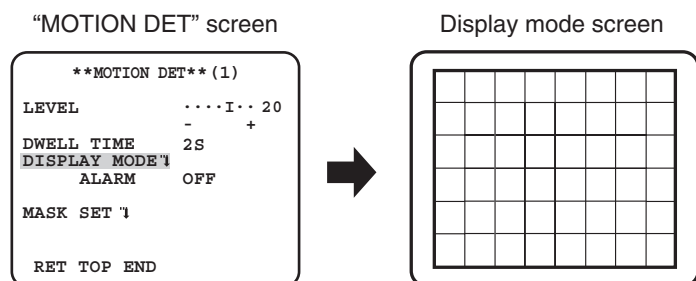 “MOTION DET” screen
Display mode screen
**MOTION DET**(1)
LEVEL ····I·· 20
- +
DWELL TIME 2S
DISPLAY MODE
ALARM OFF
MASK SET
RET TOP END